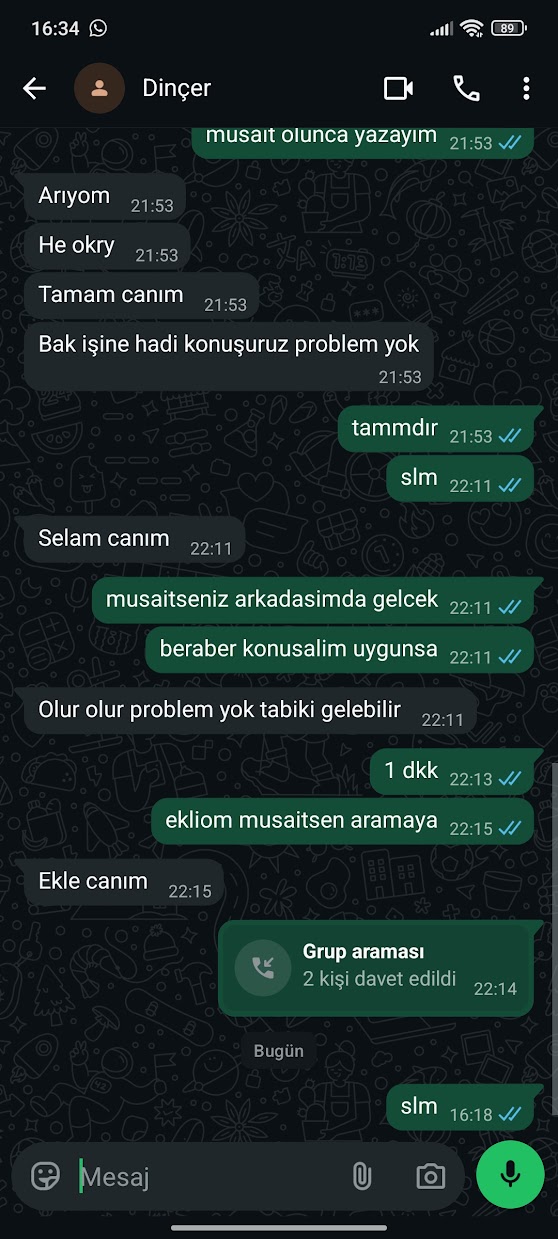 16:34
89
Dinçer
musait olunca yazayim 21:53
Arıyom 21:53
He okry 21:53
Tamam canım 21:53
Bak işine hadi konuşuruz problem yok
21:53
tammdır 21:53
slm 22:11
Selam canım 22:11
musaitseniz arkadasimda gelcek 22:11
beraber konusalim uygunsa 22:11
Olur olur problem yok tabiki gelebilir 22:11
1 dkk 22:13
ekliom musaitsen aramaya 22:15
Ekle canım 22:15
Grup araması
2 kişi davet edildi 22:14
Bugün
slm 16:18
Mesaj